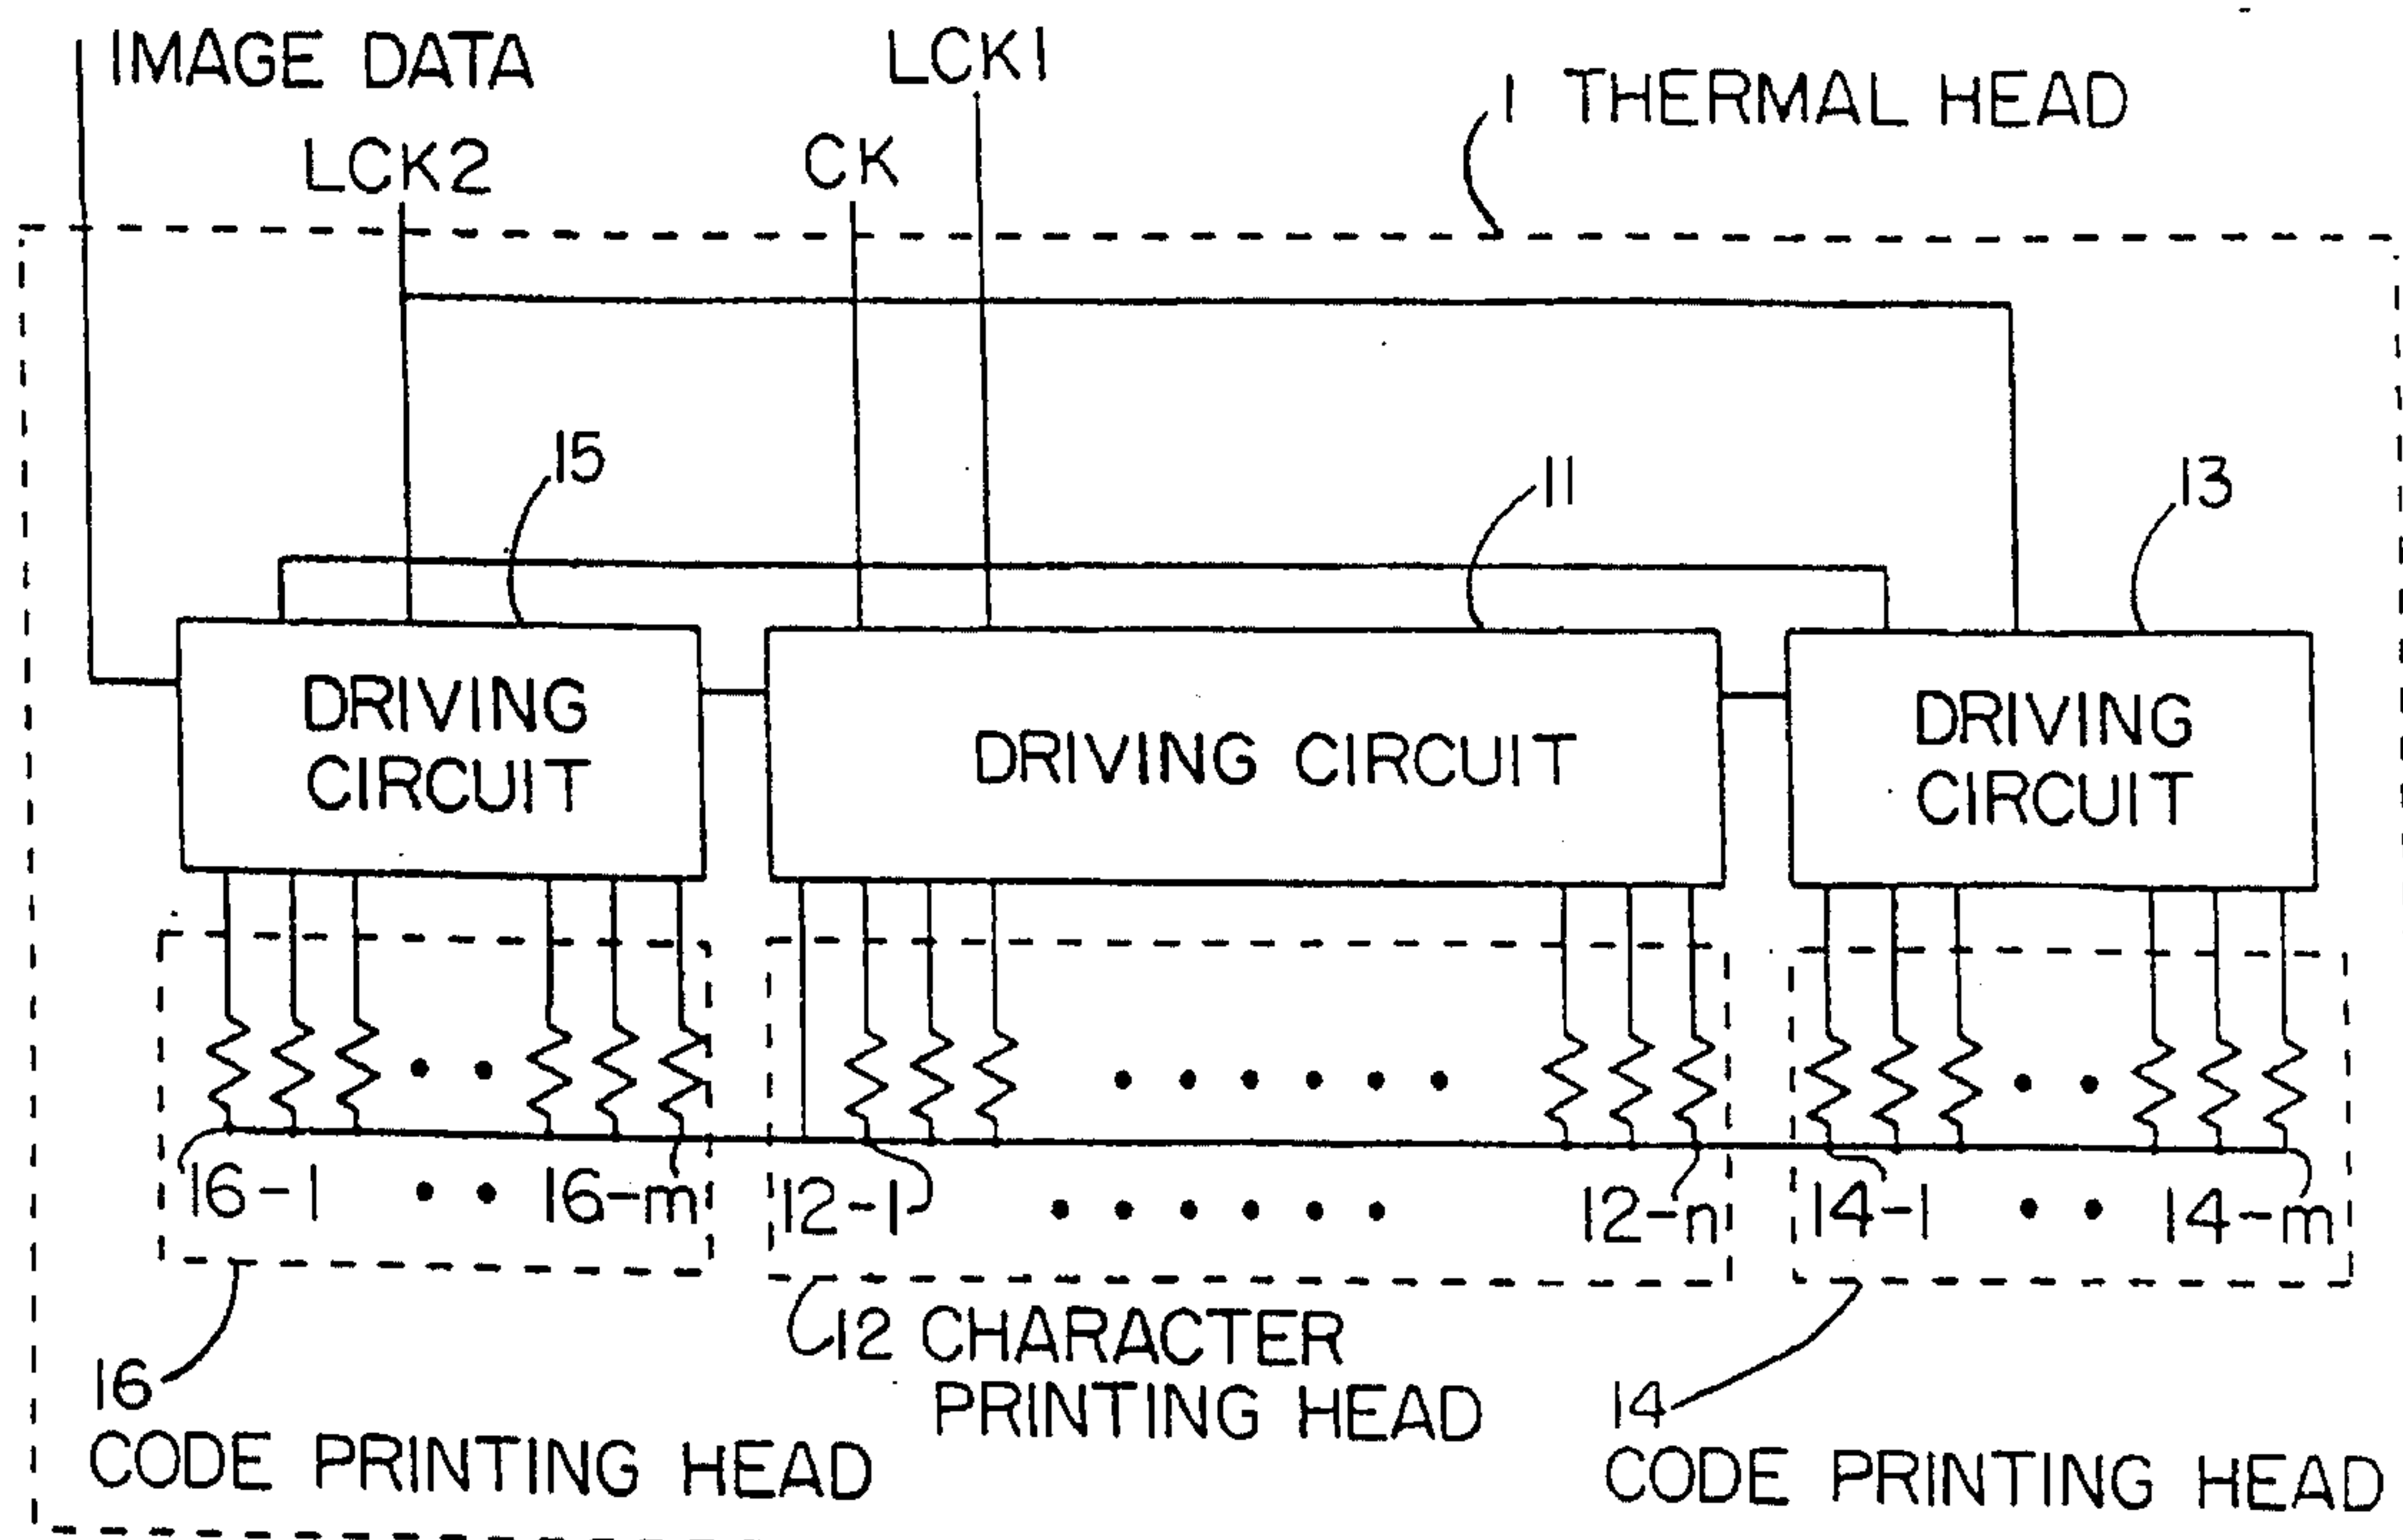 IMAGE DATA
LCK1
1 THERMAL HEAD
LCK2
CK
15
11
13
DRIVING
CIRCUIT
DRIVING CIRCUIT
DRIVING
CIRCUIT
16-1 • • 16-m
12-1 • • • • • • 12-n
14-1 • • 14-m
16
CODE PRINTING HEAD
12 CHARACTER
PRINTING HEAD
14
CODE PRINTING HEAD